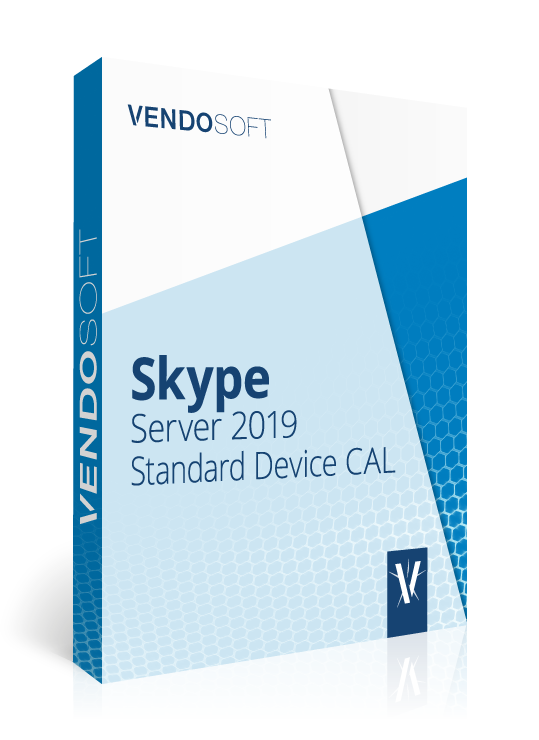 VENDOSOFT
VENDOSOFT
Skype
Server 2019
Standard Device CAL
V